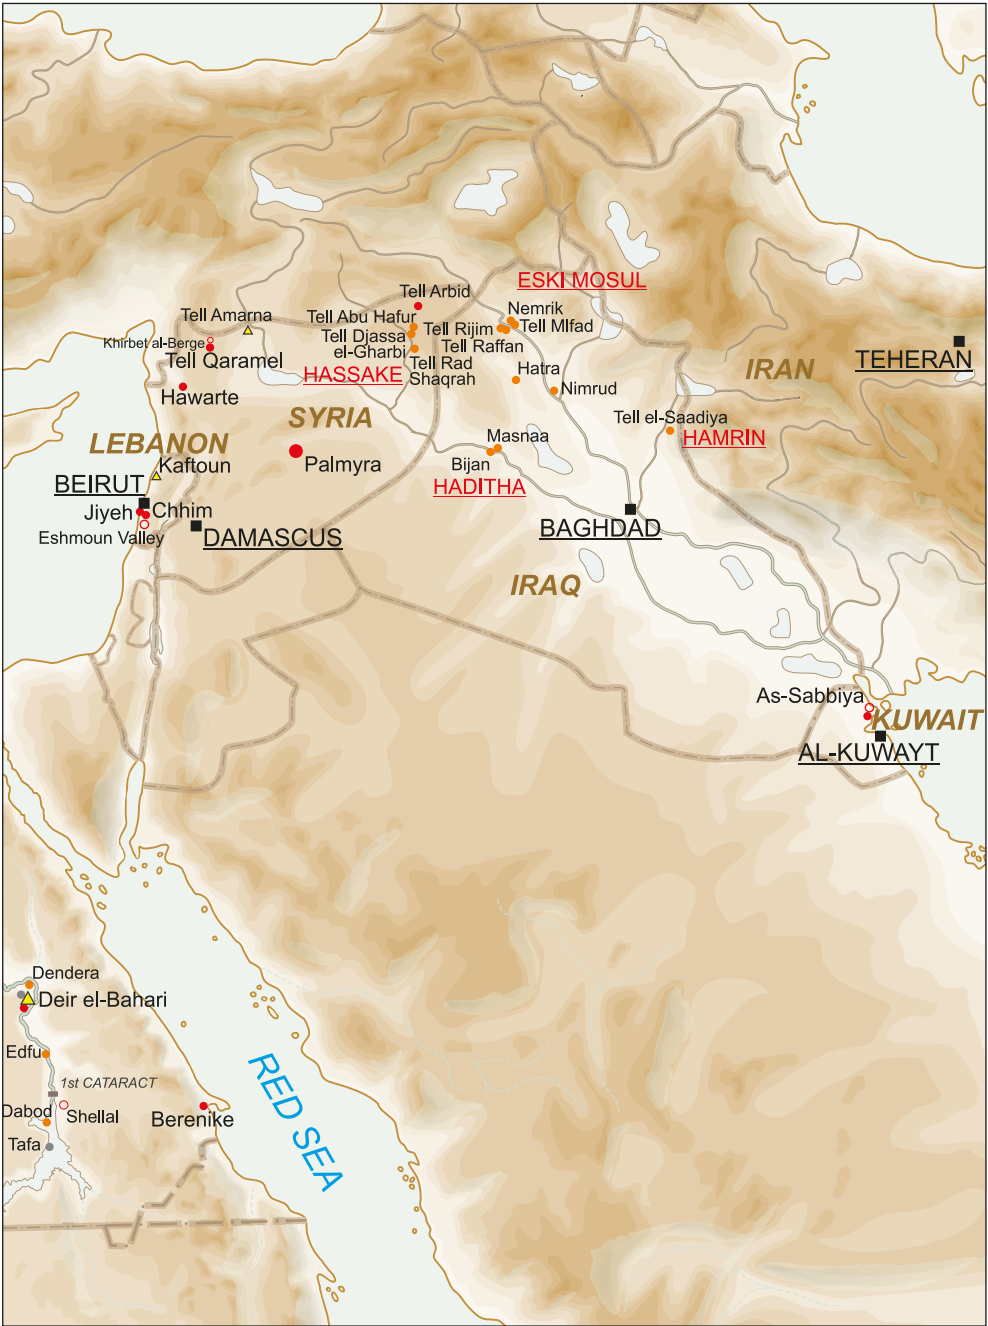 ESKI MOSUL
Tell Arbid
Tell Amarna
Tell Abu Hafur
Nemrik
Tell Djassa
el-Gharbi
Tell Rijim
Tell Mlfad
Khirbet al-Berge
Tell Raffan
Tell Qaramel
Tell Rad
Shaqrah
HASSAKE
Hatra
IRAN
TEHERAN
Hawarte
Nimrud
SYRIA
Tell el-Saadiya
HAMRIN
LEBANON
Masnaa
Kaftoun
Palmyra
Bijan
BEIRUT
HADITHA
Jiyeh
Chhim
Eshmoun Valley
DAMASCUS
BAGHDAD
IRAQ
As-Sabbiya
KUWAIT
AL-KUWAYT
Dendera
Deir el-Bahari
Edfu
1st CATARACT
Dabod
Shellal
Berenike
Tafa
RED SEA